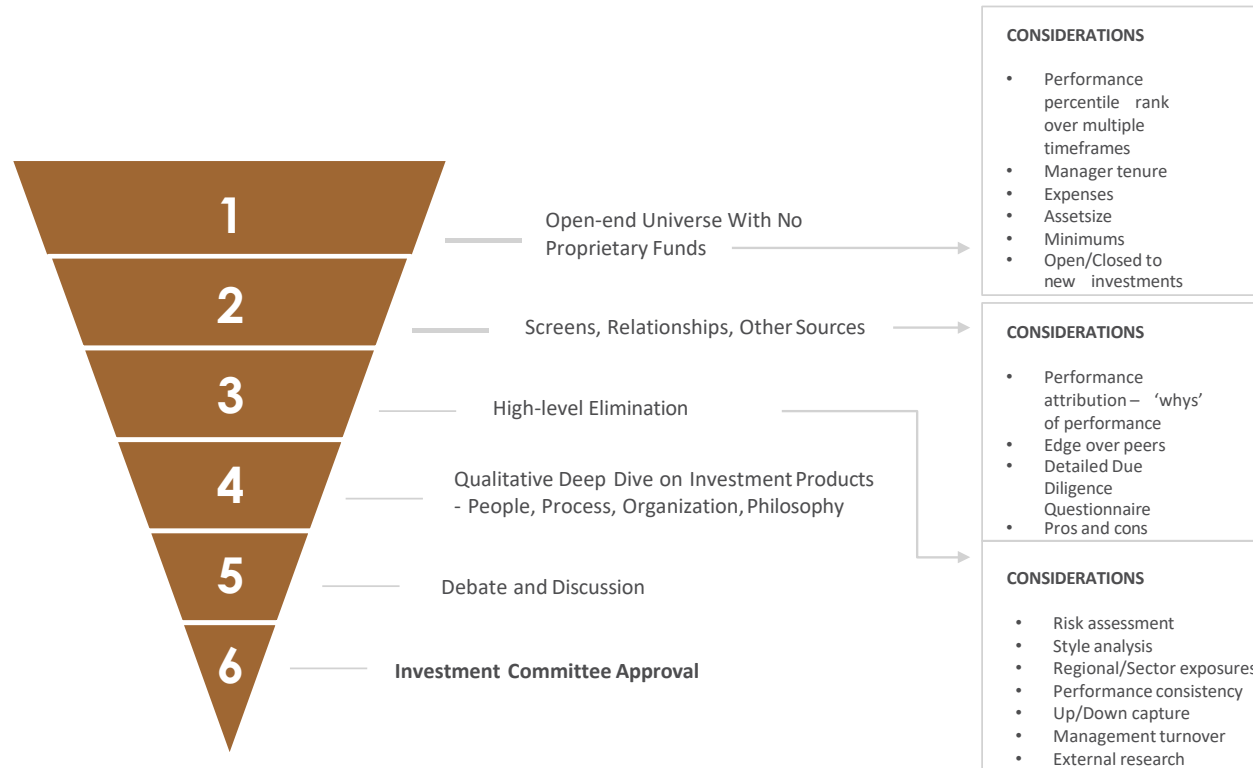 1
Open-end Universe With No
Proprietary Funds
2
Screens, Relationships, Other Sources
3
High-level Elimination
4
Qualitative Deep Dive on Investment Products
- People, Process, Organization, Philosophy
5
Debate and Discussion
6
Investment Committee Approval
CONSIDERATIONS
• Performance
percentile rank
over multiple
timeframes
• Manager tenure
• Expenses
• Assetsize
• Minimums
• Open/Closed to
new investments
CONSIDERATIONS
• Performance
attribution – ‘whys’
of performance
• Edge over peers
• Detailed Due
Diligence
Questionnaire
• Pros and cons
CONSIDERATIONS
• Risk assessment
• Style analysis
• Regional/Sector exposures
• Performance consistency
• Up/Down capture
• Management turnover
• External research